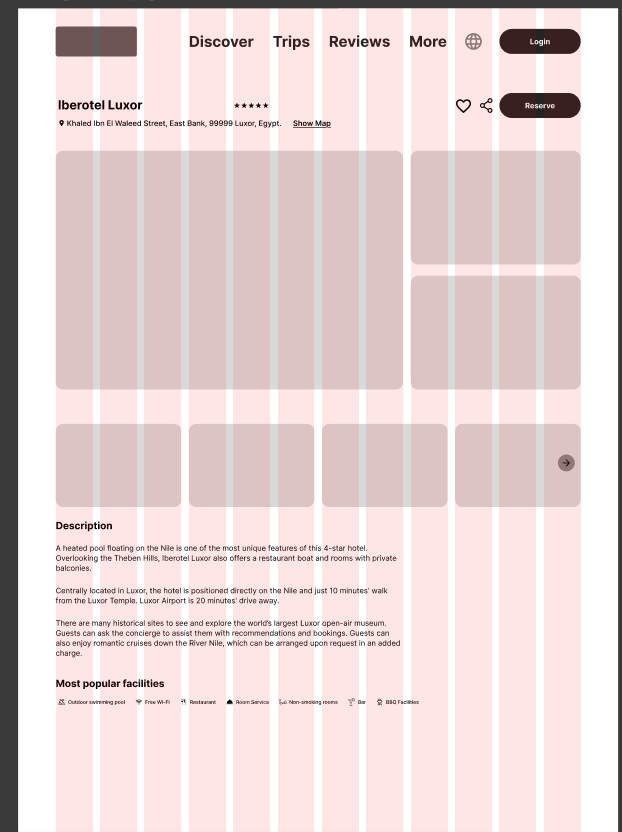 Discover Trips Reviews More Login
Iberotel Luxor ★★★★★ Reserve
Khaled Ibn El Waleed Street, East Bank, 99999 Luxor, Egypt. Show Map
Description
A heated pool floating on the Nile is one of the most unique features of this 4-star hotel.
Overlooking the Theben Hills, Iberotel Luxor also offers a restaurant boat and rooms with private
balconies.
Centrally located in Luxor, the hotel is positioned directly on the Nile and just 10 minutes' walk
from the Luxor Temple. Luxor Airport is 20 minutes' drive away.
There are many historical sites to see and explore the world's largest Luxor open-air museum.
Guests can ask the concierge to assist them with recommendations and bookings. Guests can
also enjoy romantic cruises down the River Nile, which can be arranged upon request in an added
charge.
Most popular facilities
Outdoor swimming pool Free Wi-Fi Restaurant Room Service Non-smoking rooms Bar BBQ Facilities